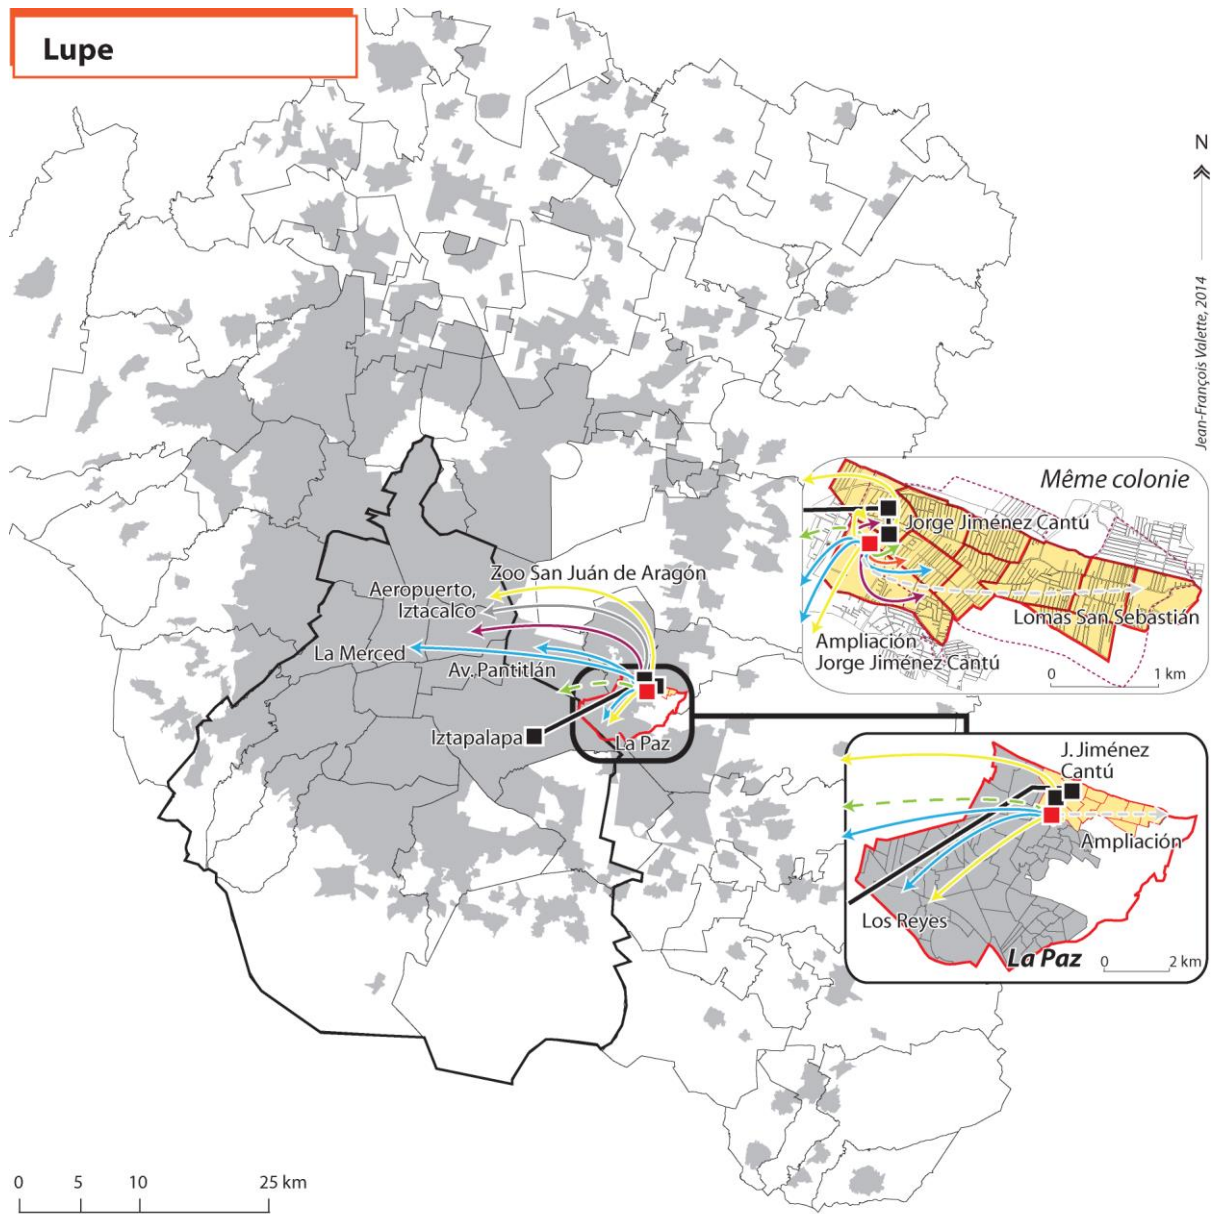 Lupe
N
Jean-François Valette, 2014
Même colonie
Jorge Jiménez Cantú
Lomas San Sebastián
Ampliación
Jorge Jiménez Cantú
0 1 km
Zoo San Juán de Aragón
Aeropuerto,
Iztacalco
La Merced
Av. Pantitlán
Iztapalapa
La Paz
J. Jiménez
Cantú
Ampliación
Los Reyes
La Paz
0 2 km
0 5 10 25 km